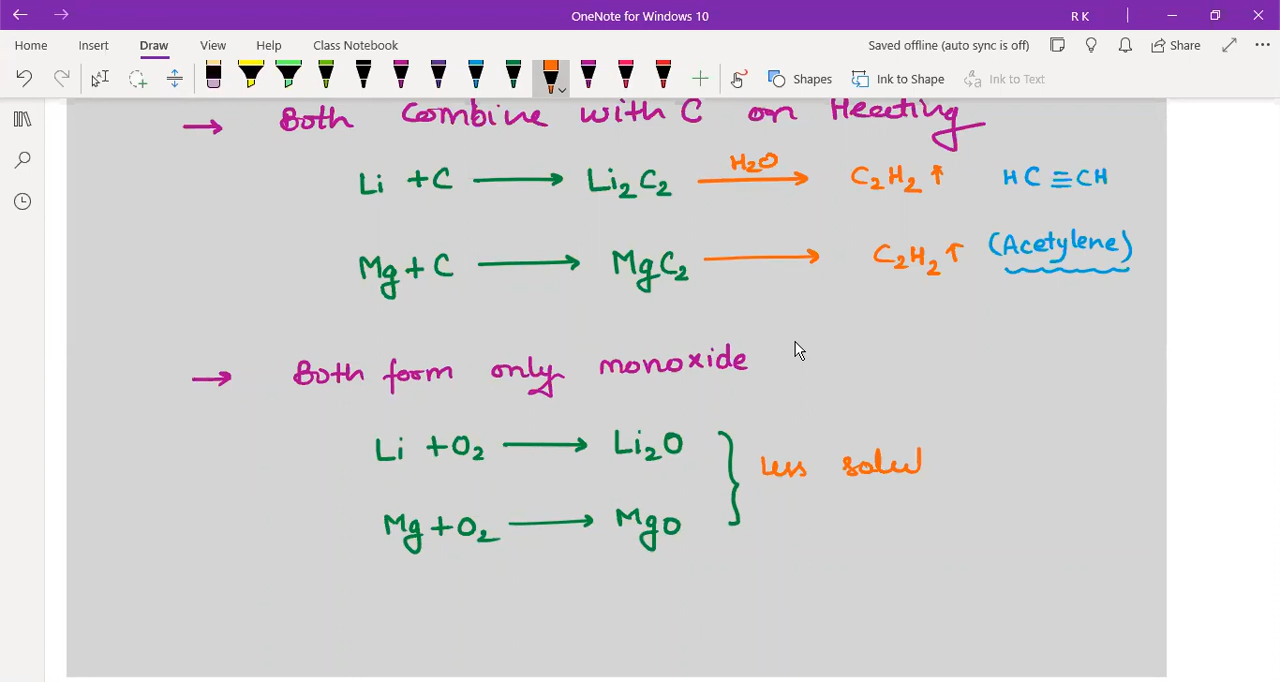 OneNote for Windows 10
R K
Home Insert Draw View Help Class Notebook
Saved offline (auto sync is off)
Share
Shapes
Ink to Shape
Ink to Text
→ Both Combine with C on Heeting
Li + C → Li₂C₂ H₂O → C₂H₂↑ HC≡CH
Mg + C → MgC₂ → C₂H₂↑ (Acetylene)
→ Both form only monoxide
Li + O₂ → Li₂O
less solul
Mg + O₂ → MgO